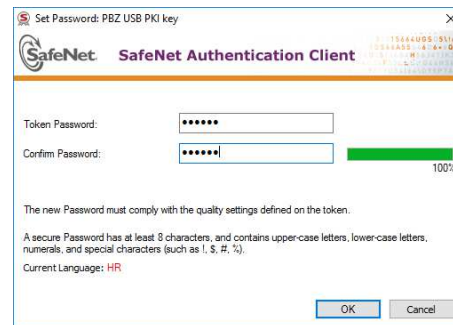 Set Password: PBZ USB PKI key
SafeNet. SafeNet Authentication Client
Token Password:
••••••
Confirm Password:
••••••
100%
The new Password must comply with the quality settings defined on the token.
A secure Password has at least 8 characters, and contains upper-case letters, lower-case letters,
numerals, and special characters (such as !, $, #, %).
Current Language: HR
OK Cancel